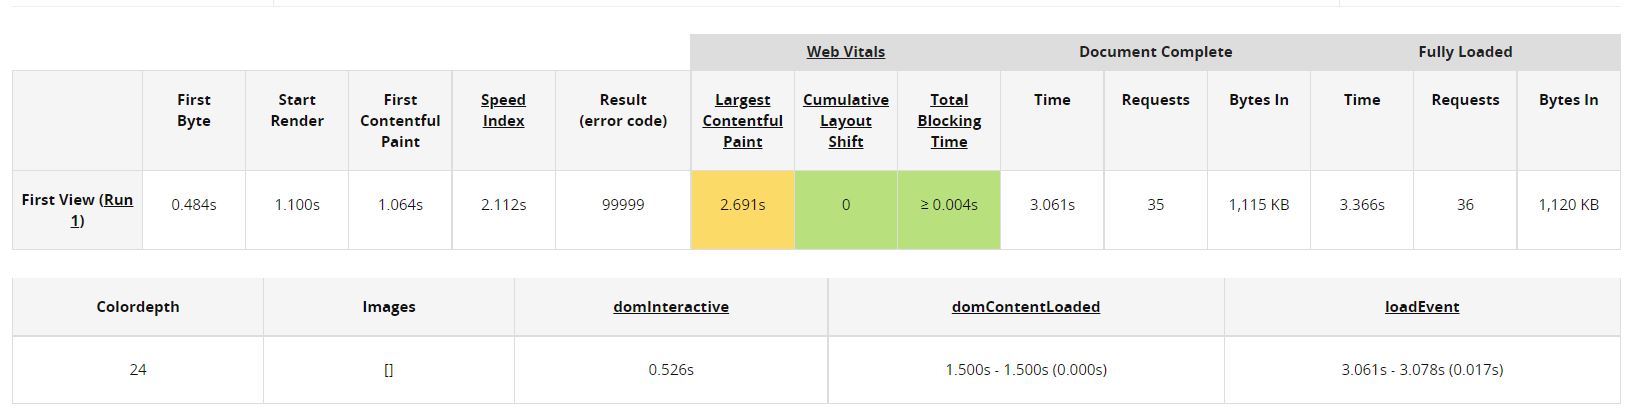 Web Vitals Document Complete Fully Loaded
First Byte Start Render First Contentful Paint Speed Index Result (error code) Largest Contentful Paint Cumulative Layout Shift Total Blocking Time Time Requests Bytes In Time Requests Bytes In
First View (Run 1) 0.484s 1.100s 1.064s 2.112s 99999 2.691s 0 ≥ 0.004s 3.061s 35 1,115 KB 3.366s 36 1,120 KB
Colordepth Images domInteractive domContentLoaded loadEvent
24 [] 0.526s 1.500s - 1.500s (0.000s) 3.061s - 3.078s (0.017s)